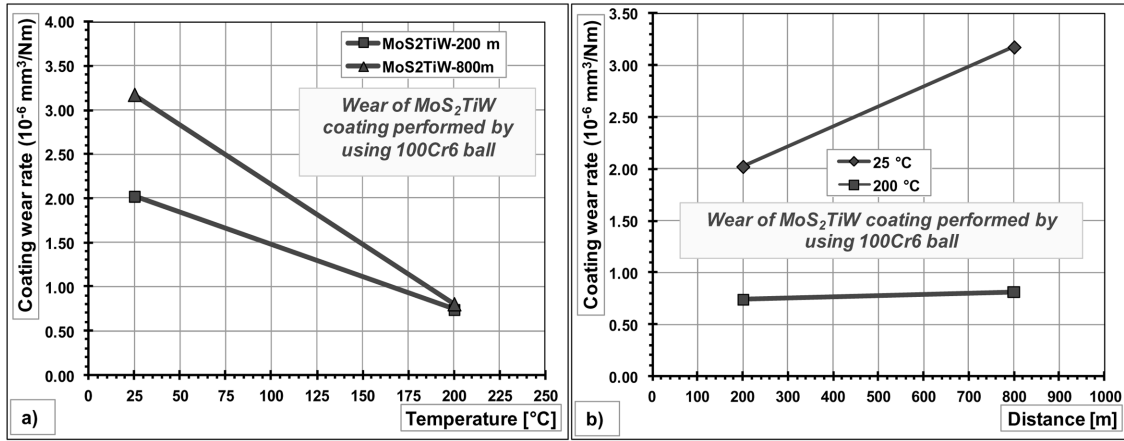 4.00
3.50
3.00
2.50
2.00
1.50
1.00
0.50
0.00
Coating wear rate (10⁻⁶ mm³/Nm)
MoS2TiW-200 m
MoS2TiW-800m
Wear of MoS₂TiW
coating performed by
using 100Cr6 ball
0 25 50 75 100 125 150 175 200 225 250
a)
Temperature [°C]
3.50
3.00
2.50
2.00
1.50
1.00
0.50
0.00
Coating wear rate (10⁻⁶ mm³/Nm)
25 °C
200 °C
Wear of MoS₂TiW coating performed by
using 100Cr6 ball
0 100 200 300 400 500 600 700 800 900 1000
b)
Distance [m]